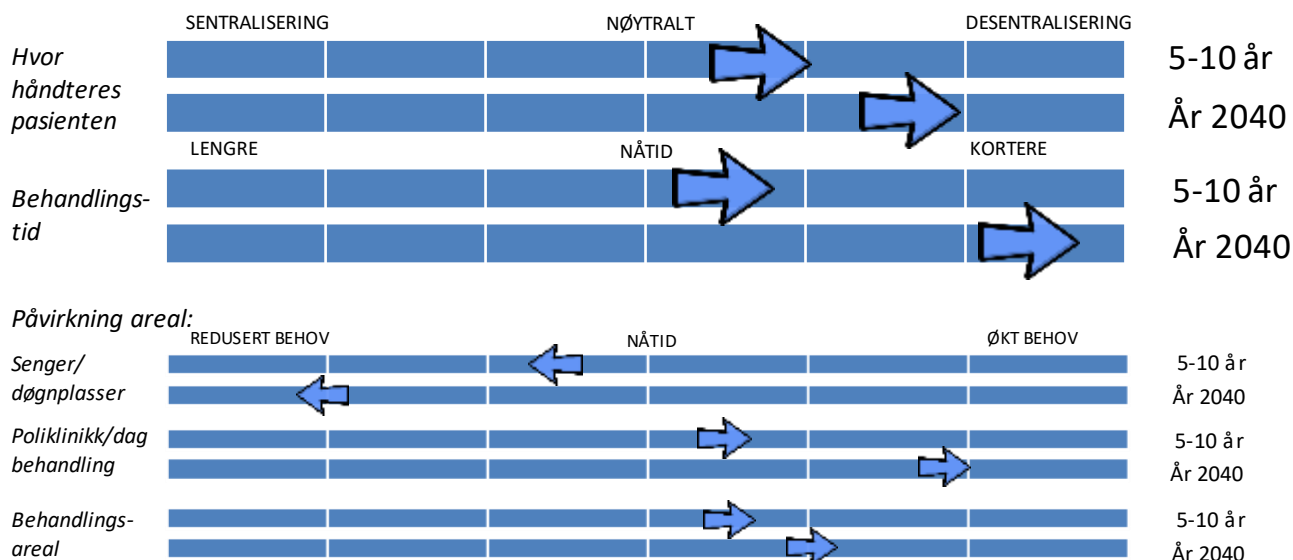 SENTRALISERING NØYTRALT DESENTRALISERING
Hvor
håndteres
pasienten
5-10 år
År 2040
LENGRE NÅTID KORTERE
Behandlings-
tid
5-10 år
År 2040
Påvirkning areal:
REDUSERT BEHOV NÅTID ØKT BEHOV
Senger/
døgnplasser
5-10 år
År 2040
Poliklinikk/dag
behandling
5-10 år
År 2040
Behandlings-
areal
5-10 år
År 2040